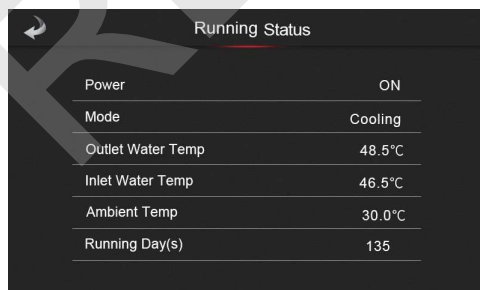 Running Status
Power ON
Mode Cooling
Outlet Water Temp 48.5℃
Inlet Water Temp 46.5℃
Ambient Temp 30.0℃
Running Day(s) 135